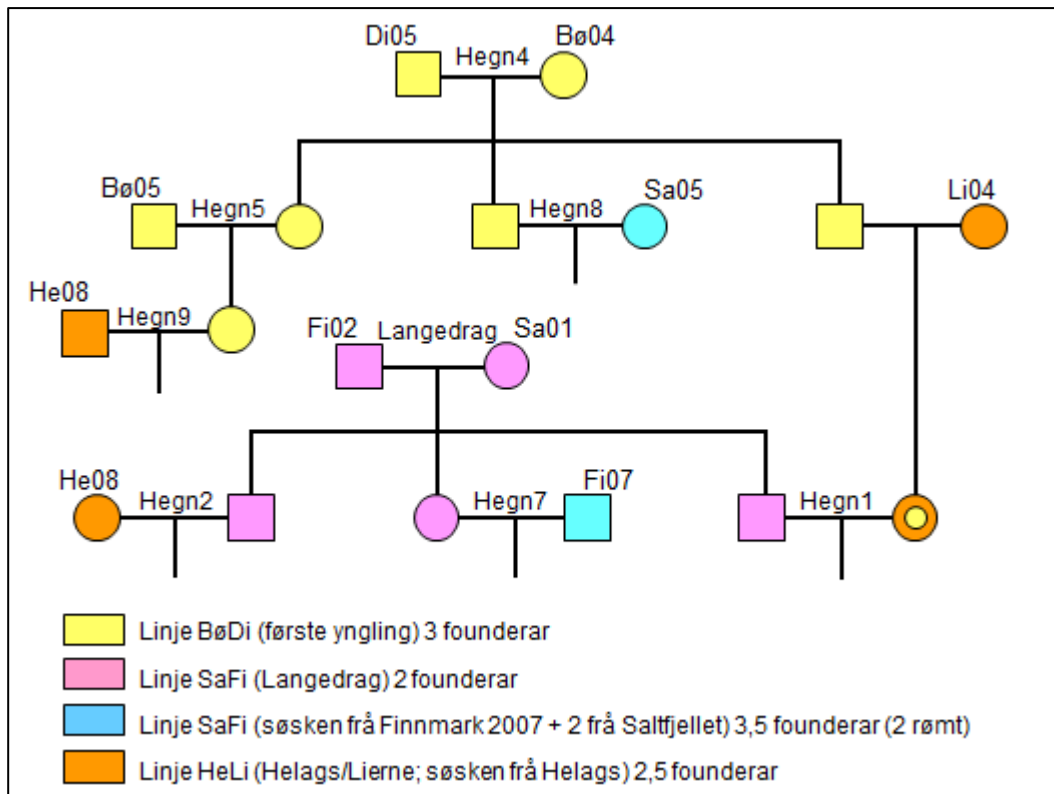 Di05 Hegn4 Bø04
Bø05 Hegn5 Hegn8 Sa05 Li04
He08 Hegn9
Fi02 Langedrag Sa01
He08 Hegn2 Hegn7 Fi07 Hegn1
Linje BøDi (første yngling) 3 founderar
Linje SaFi (Langedrag) 2 founderar
Linje SaFi (søsken frå Finnmark 2007 + 2 frå Saltfjellet) 3,5 founderar (2 rømt)
Linje HeLi (Helags/Lierne; søsken frå Helags) 2,5 founderar